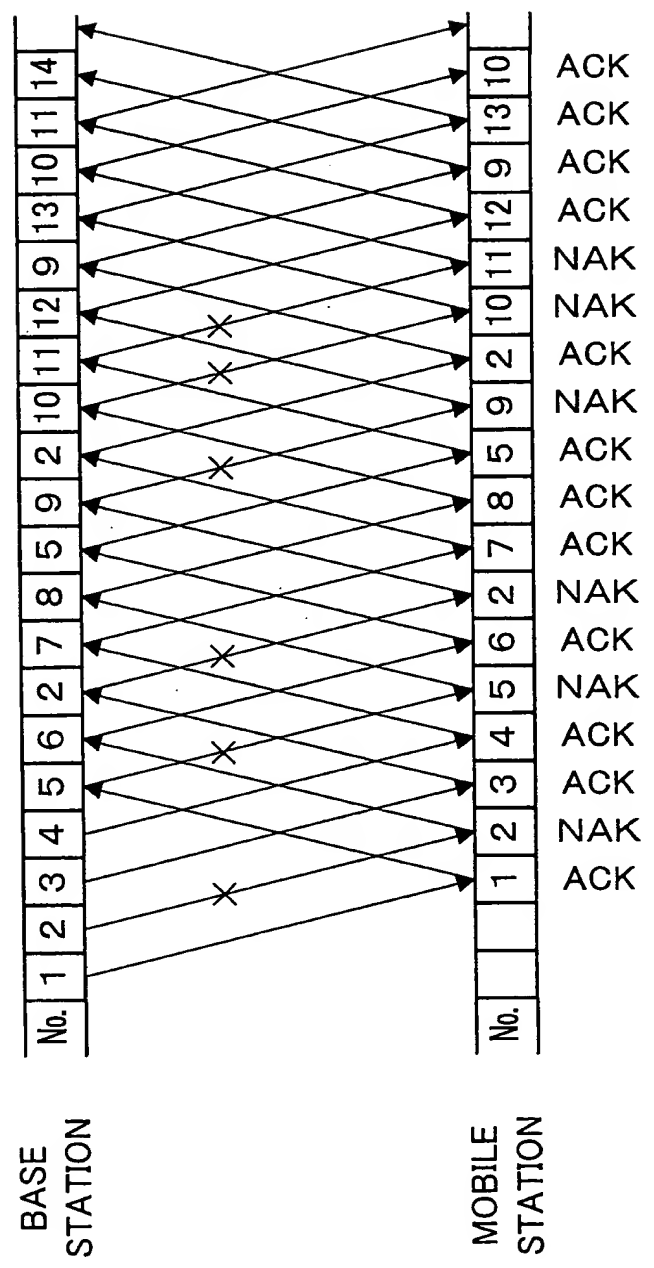 BASE
STATION
No. 1 2 3 4 5 6 2 7 8 5 9 2 10 11 12 9 13 10 11 14
MOBILE
STATION
No. 1 2 3 4 5 6 2 7 8 5 9 2 10 11 12 9 13 10
ACK
ACK
ACK
ACK
NAK
NAK
ACK
NAK
ACK
ACK
ACK
NAK
ACK
NAK
ACK
ACK
NAK
ACK